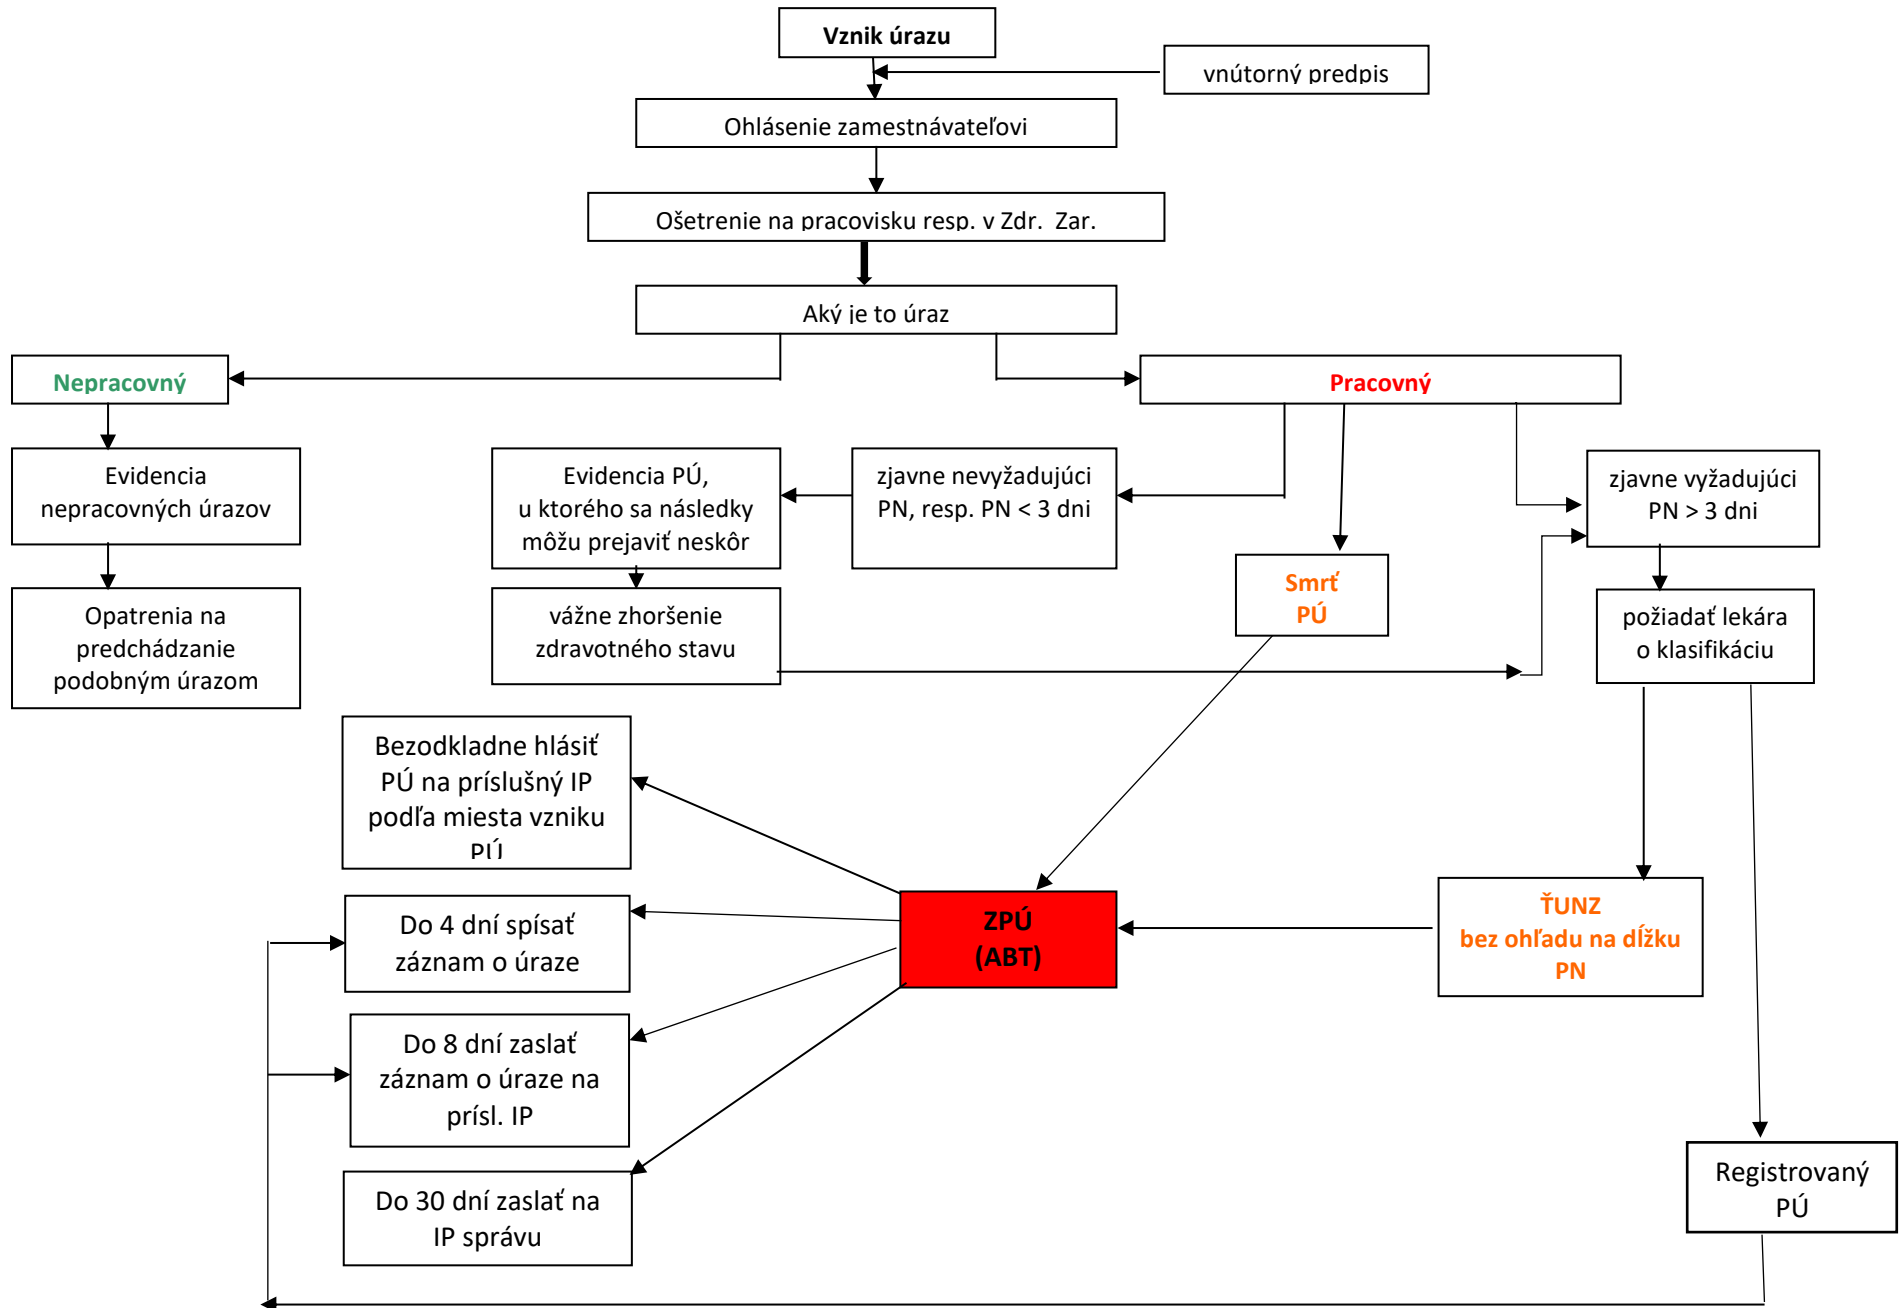 Vznik úrazu
vnútorný predpis
Ohlásenie zamestnávateľovi
Ošetrenie na pracovisku resp. v Zdr. Zar.
Aký je to úraz
Nepracovný
Pracovný
Evidencia
nepracovných úrazov
Evidencia PÚ,
u ktorého sa následky
môžu prejaviť neskôr
zjavne nevyžadujúci
PN, resp. PN < 3 dni
zjavne vyžadujúci
PN > 3 dni
Smrť
PÚ
Opatrenia na
predchádzanie
podobným úrazom
vážne zhoršenie
zdravotného stavu
požiadať lekára
o klasifikáciu
Bezodkladne hlásiť
PÚ na príslušný IP
podľa miesta vzniku
PÚ
Do 4 dní spísať
záznam o úraze
ZPÚ
(ABT)
ŤUNZ
bez ohľadu na dĺžku
PN
Do 8 dní zaslať
záznam o úraze na
prísl. IP
Do 30 dní zaslať na
IP správu
Registrovaný
PÚ